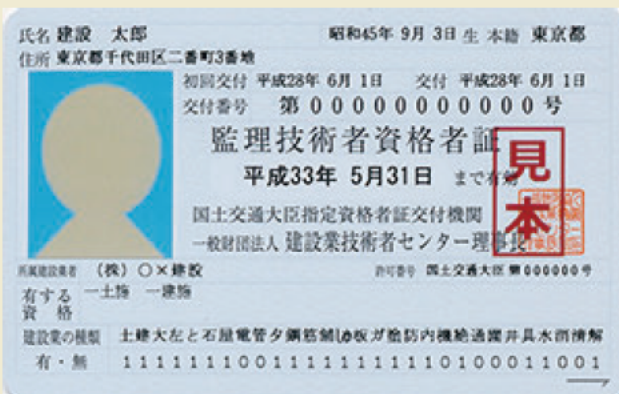 氏名 建設 太郎 昭和45年 9月 3日 生 本籍 東京都
住所 東京都千代田区二番町3番地
初回交付 平成28年 6月 1日 交付 平成28年 6月 1日
交付番号 第 00000000000 号
監理技術者資格者証
平成33年 5月31日 まで有効
見本
国土交通大臣指定資格者証交付機関
一般財団法人 建設業技術者センター理事長
所属建設業者 (株) ○×建設 許可番号 国土交通大臣 第000000号
有する資格 一土施 一建施
建設業の種類 土建大左と石屋電管タ鋼筋舗しゅ板ガ塗防内機絶通園井具水消清解
有・無 11111110011111111111010001 1001